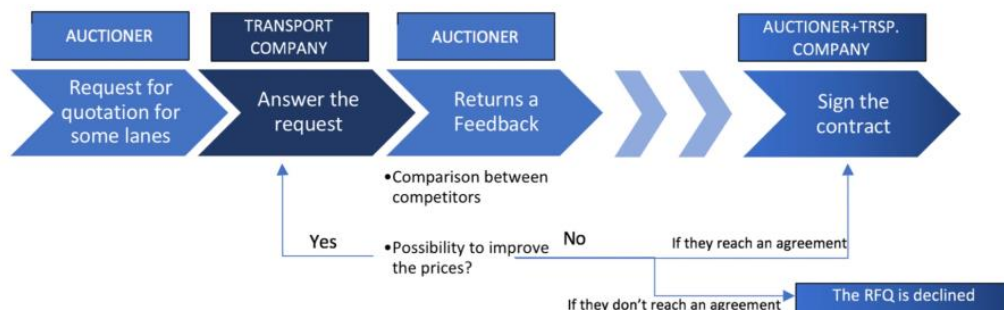 AUCTIONER
TRANSPORT
COMPANY
AUCTIONER
AUCTIONER+TRSP.
COMPANY
Request for
quotation for
some lanes
Answer the
request
Returns a
Feedback
Sign the
contract
•Comparison between
competitors
Yes
•Possibility to improve
the prices?
No
If they reach an agreement
If they don't reach an agreement
The RFQ is declined